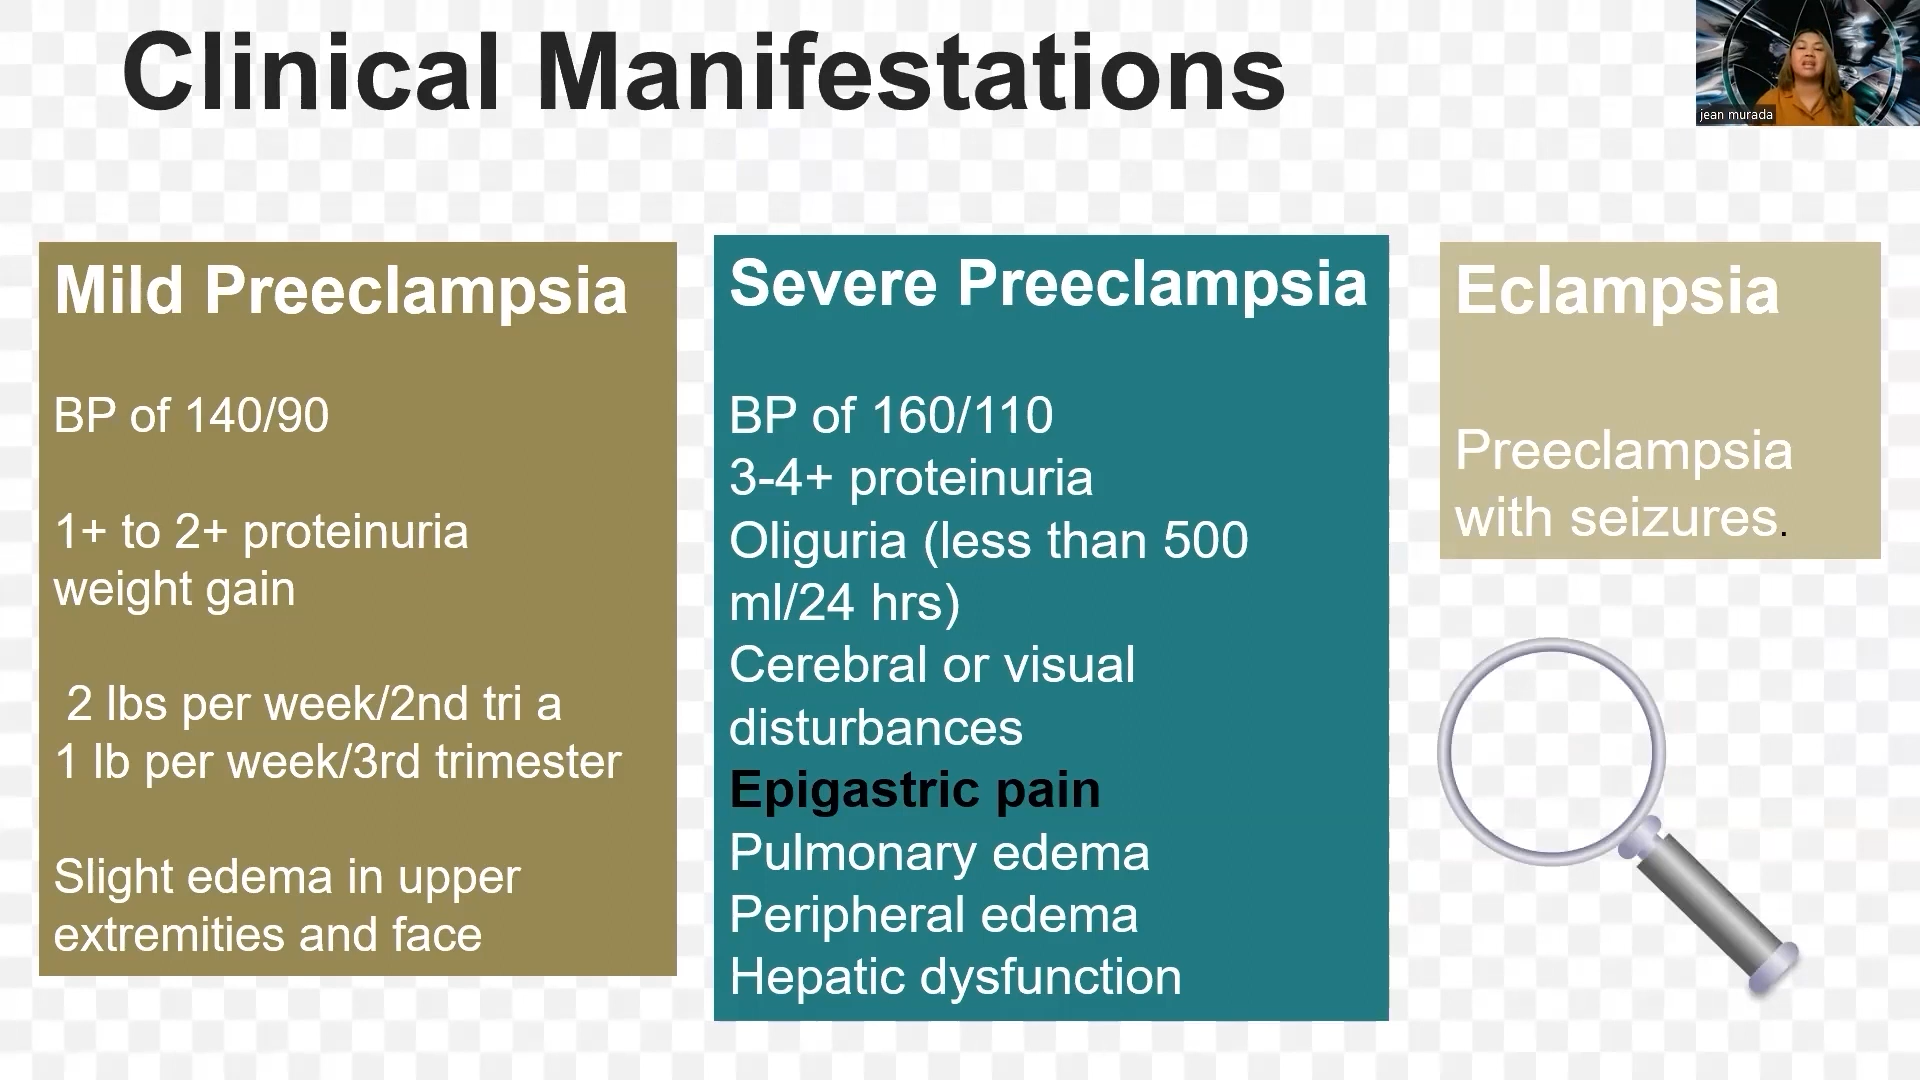 Clinical Manifestations
jean murada
Mild Preeclampsia
BP of 140/90
1+ to 2+ proteinuria
weight gain
2 lbs per week/2nd tri a
1 lb per week/3rd trimester
Slight edema in upper
extremities and face
Severe Preeclampsia
BP of 160/110
3-4+ proteinuria
Oliguria (less than 500
ml/24 hrs)
Cerebral or visual
disturbances
Epigastric pain
Pulmonary edema
Peripheral edema
Hepatic dysfunction
Eclampsia
Preeclampsia
with seizures.